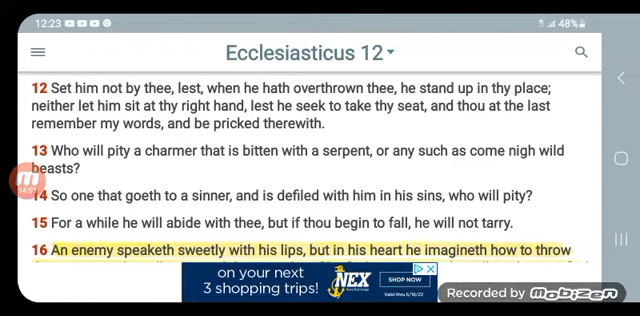 12:23
48%
Ecclesiasticus 12
12 Set him not by thee, lest, when he hath overthrown thee, he stand up in thy place;
neither let him sit at thy right hand, lest he seek to take thy seat, and thou at the last
remember my words, and be pricked therewith.
13 Who will pity a charmer that is bitten with a serpent, or any such as come nigh wild
beasts?
14 So one that goeth to a sinner, and is defiled with him in his sins, who will pity?
15 For a while he will abide with thee, but if thou begin to fall, he will not tarry.
16 An enemy speaketh sweetly with his lips, but in his heart he imagineth how to throw
on your next
3 shopping trips!
NEX
SHOP NOW
Valid thru 6/18/22
Recorded by mobizen